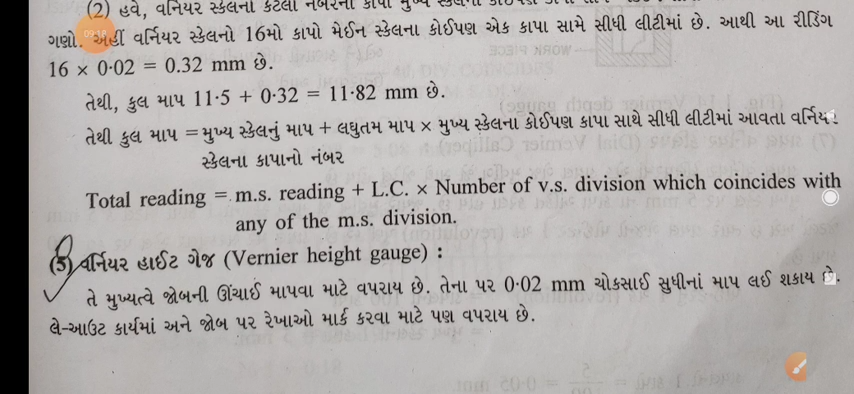 (2) હવે, વર્નિયર સ્કેલના કેટલા નંબરનો કાપો મુખ્ય સ્કેલના
ગણો. અહીં વર્નિયર સ્કેલનો 16મો કાપો મેઈન સ્કેલના કોઈપણ એક કાપા સામે સીધી લીટીમાં છે. આથી આ રીડિંગ
16 × 0·02 = 0.32 mm છે.
તેથી, કુલ માપ 11·5 + 0·32 = 11·82 mm છે.
તેથી કુલ માપ = મુખ્ય સ્કેલનું માપ + લઘુતમ માપ × મુખ્ય સ્કેલના કોઈપણ કાપા સાથે સીધી લીટીમાં આવતા વર્નિયર
સ્કેલના કાપાનો નંબર
Total reading = m.s. reading + L.C. × Number of v.s. division which coincides with
any of the m.s. division.
(5) વર્નિયર હાઈટ ગેજ (Vernier height gauge) :
તે મુખ્યત્વે જોબની ઊંચાઈ માપવા માટે વપરાય છે. તેના પર 0·02 mm ચોકસાઈ સુધીનાં માપ લઈ શકાય છે.
લે-આઉટ કાર્યમાં અને જોબ પર રેખાઓ માર્ક કરવા માટે પણ વપરાય છે.